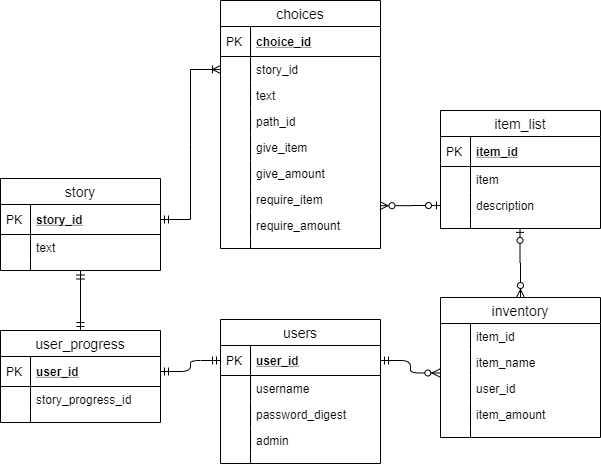 choices
PK choice_id
story_id
text
path_id
give_item
give_amount
require_item
require_amount
item_list
PK item_id
item
description
story
PK story_id
text
user_progress
PK user_id
story_progress_id
users
PK user_id
username
password_digest
admin
inventory
item_id
item_name
user_id
item_amount